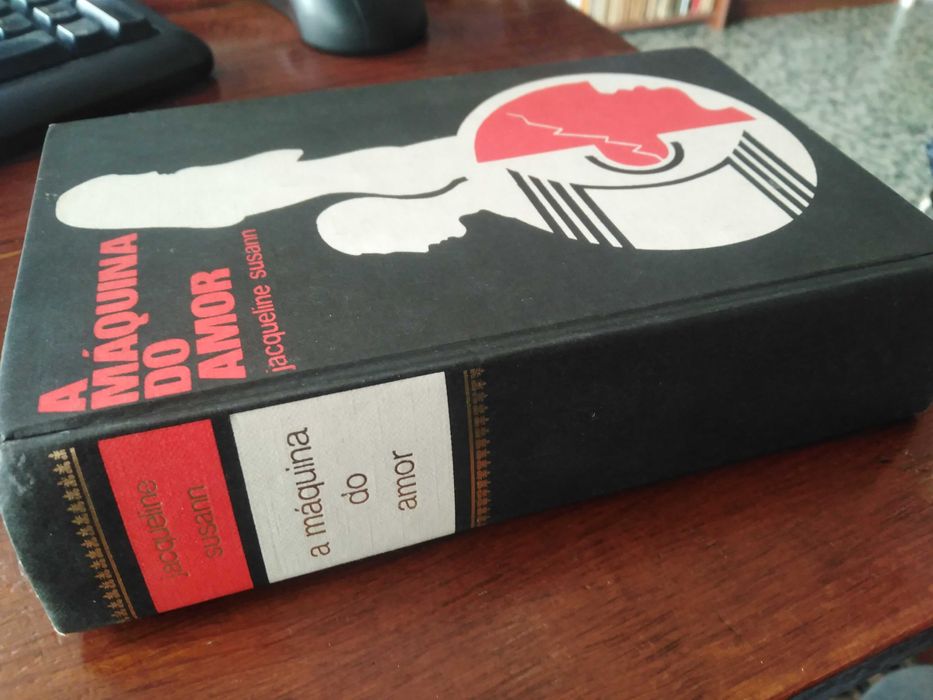 A
MÁQUINA
DO
AMOR
jacqueline susann
jacqueline
susann
a máquina
do
amor